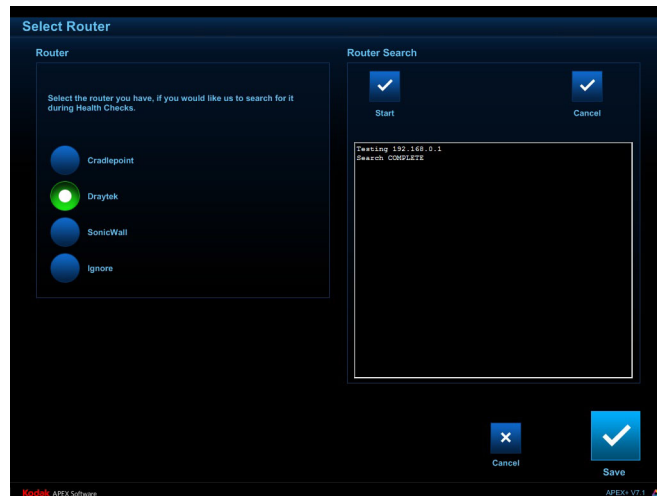 Select Router
Router
Select the router you have, if you would like us to search for it
during Health Checks.
Cradlepoint
Draytek
SonicWall
Ignore
Router Search
Start
Cancel
Testing 192.168.0.1
Search COMPLETE
Cancel
Save
Kodak APEX Software
APEX+ V7.1